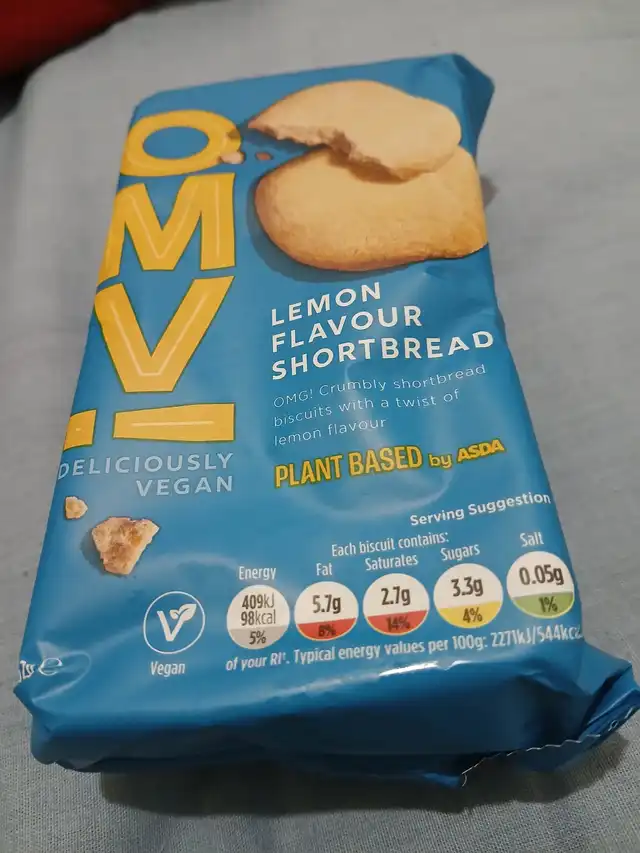 OMV!
DELICIOUSLY
VEGAN
LEMON
FLAVOUR
SHORTBREAD
OMG! Crumbly shortbread
biscuits with a twist of
lemon flavour
PLANT BASED by ASDA
Serving Suggestion
Each biscuit contains:
Energy
409kJ
98kcal
5%
Fat
5.7g
8%
Saturates
2.7g
14%
Sugars
3.3g
4%
Salt
0.05g
1%
of your RI*. Typical energy values per 100g: 2271kJ/544kcal
V
Vegan
e